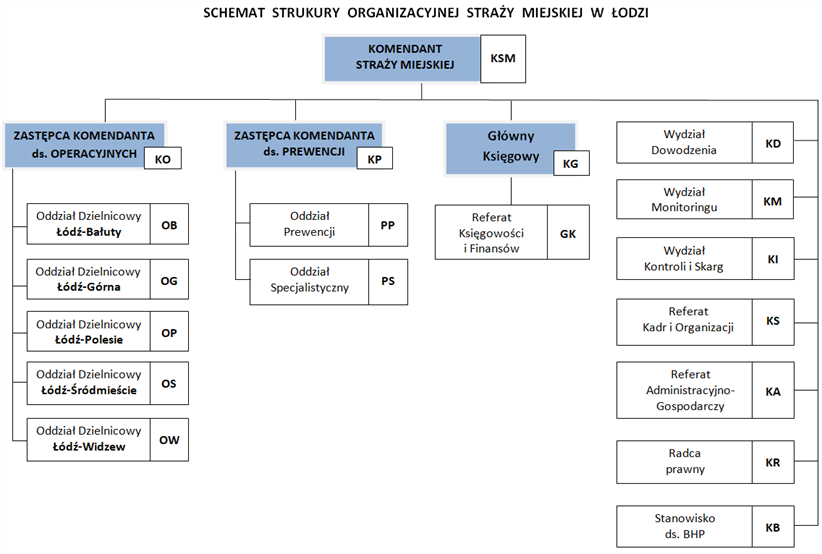 SCHEMAT STRUKURY ORGANIZACYJNEJ STRAŻY MIEJSKIEJ W ŁODZI
KOMENDANT
STRAŻY MIEJSKIEJ
KSM
ZASTĘPCA KOMENDANTA
ds. OPERACYJNYCH
KO
Oddział Dzielnicowy
Łódź-Bałuty
OB
Oddział Dzielnicowy
Łódź-Górna
OG
Oddział Dzielnicowy
Łódź-Polesie
OP
Oddział Dzielnicowy
Łódź-Śródmieście
OS
Oddział Dzielnicowy
Łódź-Widzew
OW
ZASTĘPCA KOMENDANTA
ds. PREWENCJI
KP
Oddział
Prewencji
PP
Oddział
Specjalistyczny
PS
Główny
Księgowy
KG
Referat
Księgowości
i Finansów
GK
Wydział
Dowodzenia
KD
Wydział
Monitoringu
KM
Wydział
Kontroli i Skarg
KI
Referat
Kadr i Organizacji
KS
Referat
Administracyjno-
Gospodarczy
KA
Radca
prawny
KR
Stanowisko
ds. BHP
KB